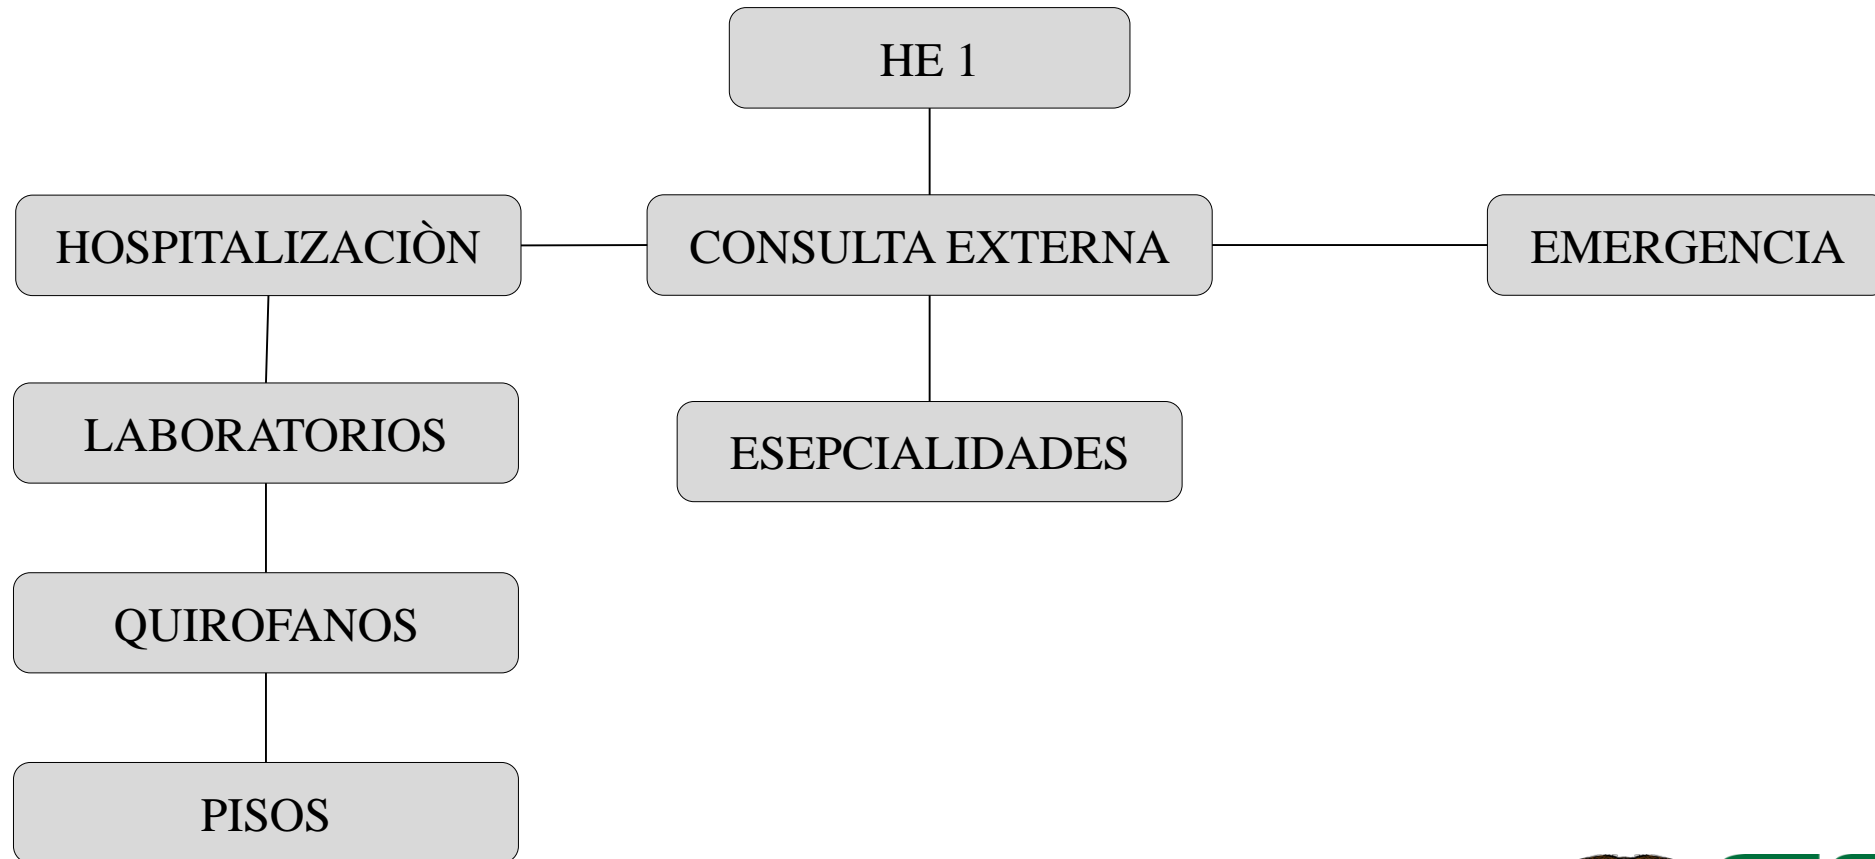 HE 1
HOSPITALIZACIÒN
CONSULTA EXTERNA
EMERGENCIA
LABORATORIOS
ESEPCIALIDADES
QUIROFANOS
PISOS